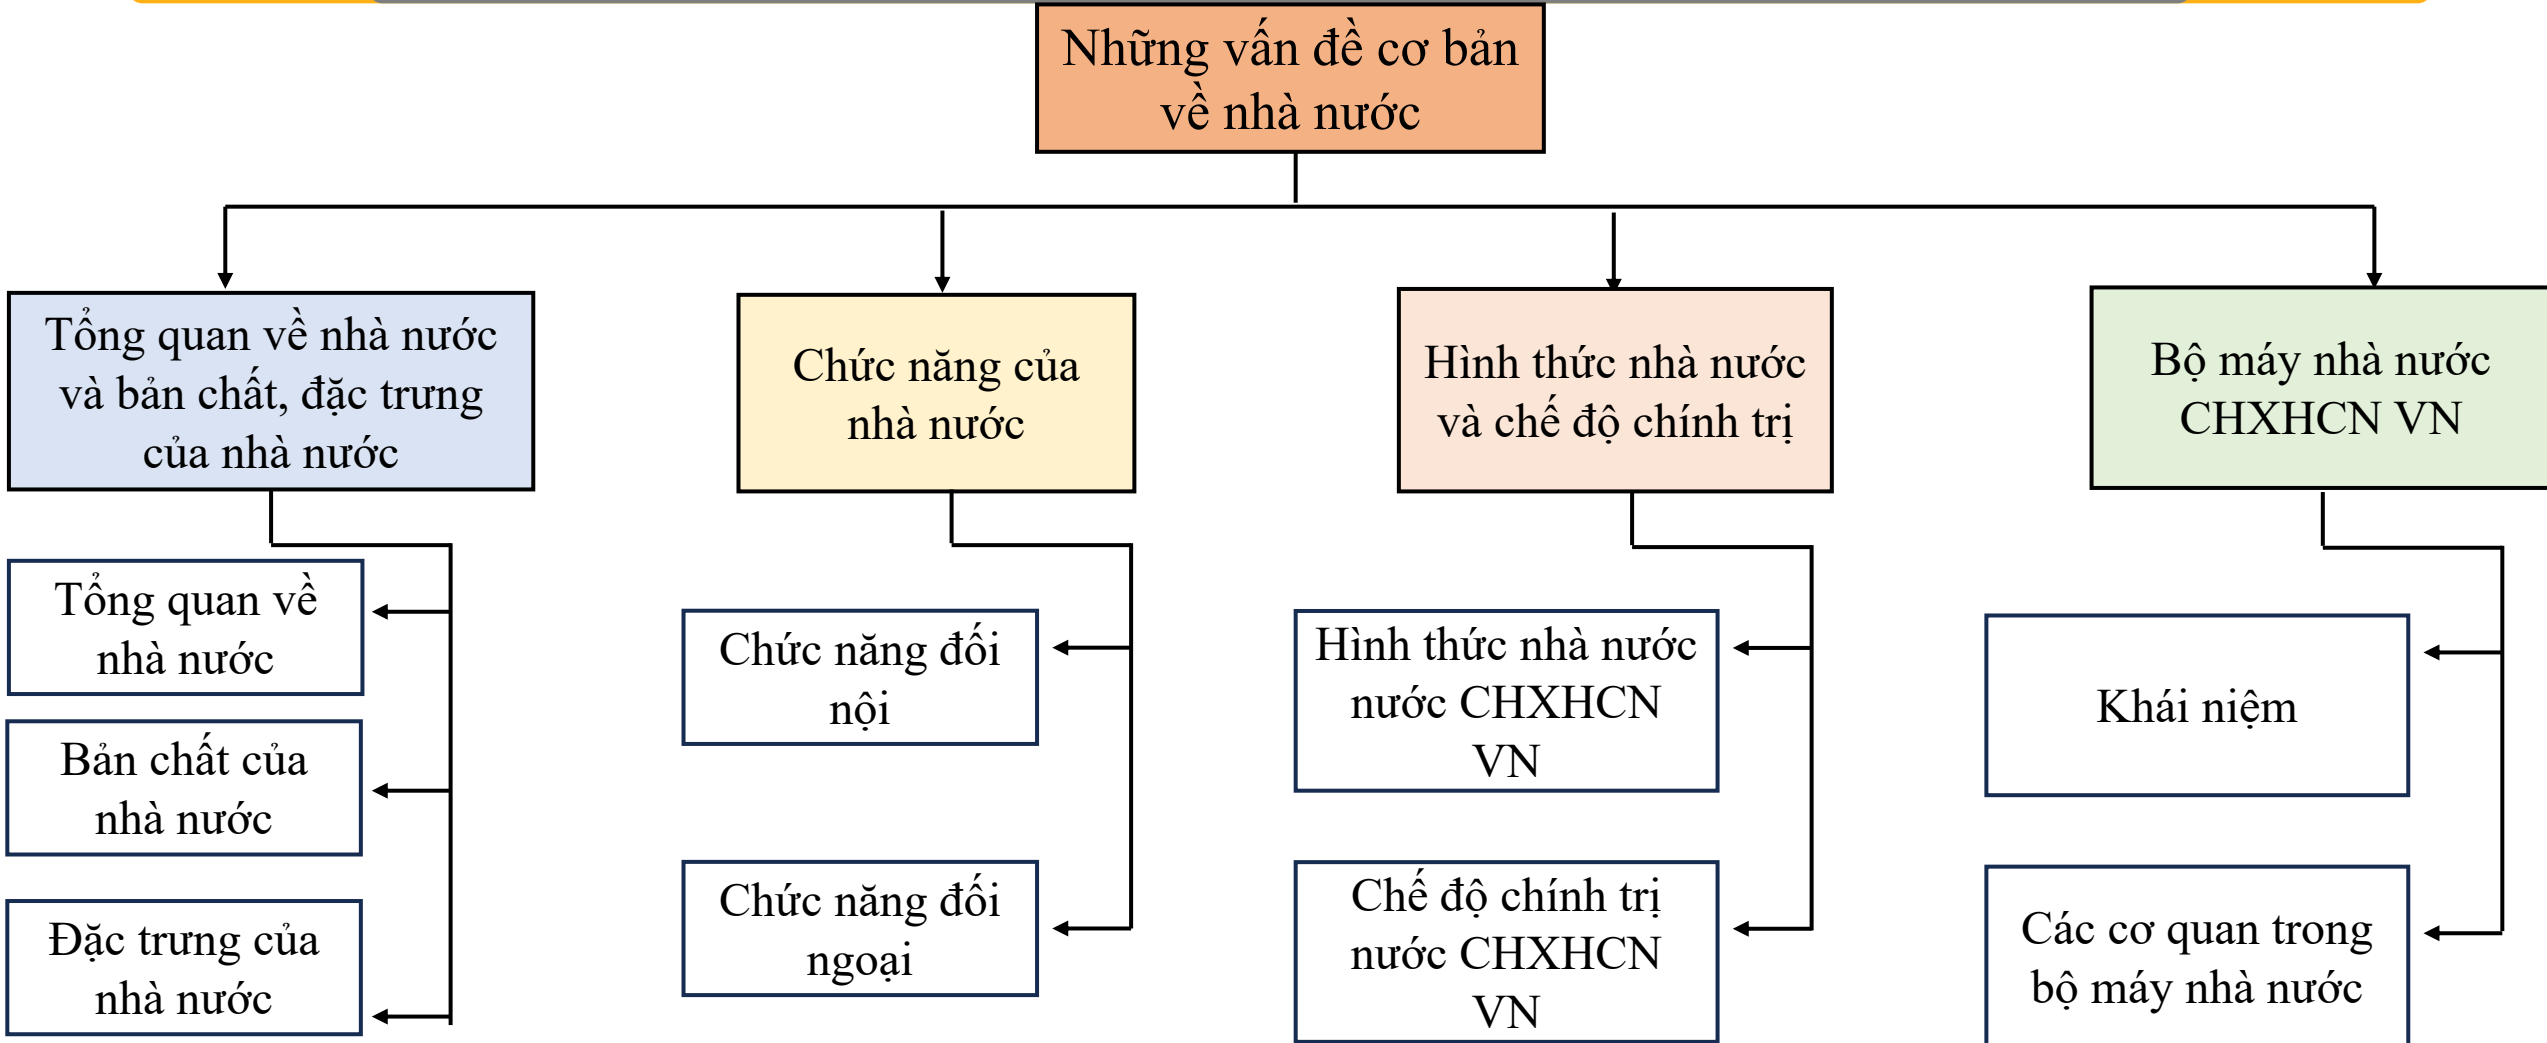 Những vấn đề cơ bản
về nhà nước
Tổng quan về nhà nước
và bản chất, đặc trưng
của nhà nước
Chức năng của
nhà nước
Hình thức nhà nước
và chế độ chính trị
Bộ máy nhà nước
CHXHCN VN
Tổng quan về
nhà nước
Bản chất của
nhà nước
Đặc trưng của
nhà nước
Chức năng đối
nội
Chức năng đối
ngoại
Hình thức nhà nước
nước CHXHCN
VN
Chế độ chính trị
nước CHXHCN
VN
Khái niệm
Các cơ quan trong
bộ máy nhà nước